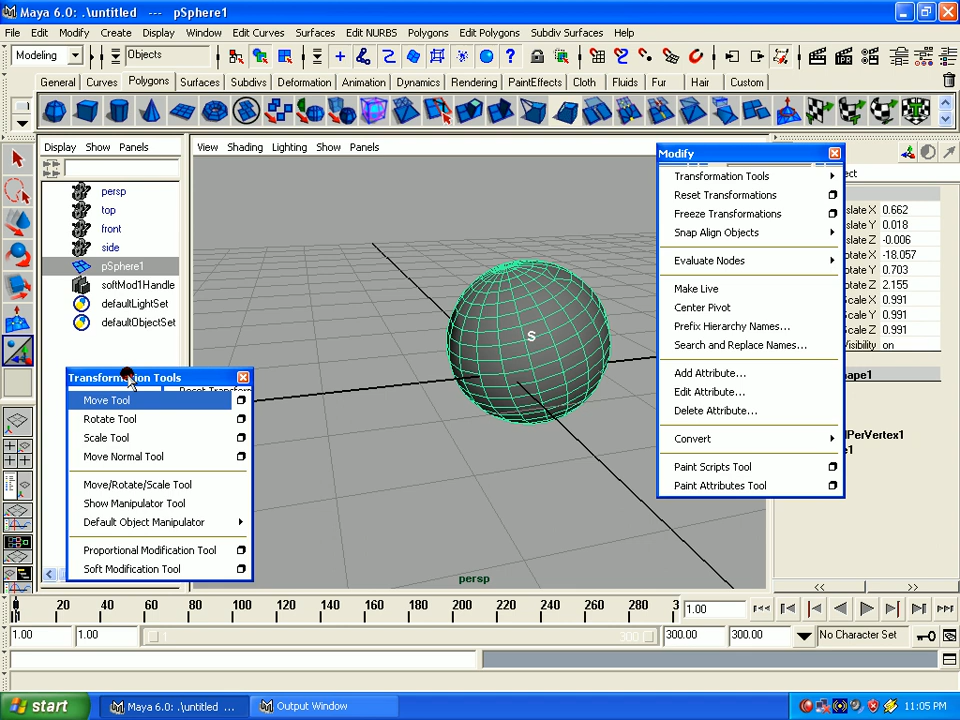 Maya 6.0: .\untitled --- pSphere1
File Edit Modify Create Display Window Edit Curves Surfaces Edit NURBS Polygons Edit Polygons Subdiv Surfaces Help
Modeling Objects
General Curves Polygons Surfaces Subdivs Deformation Animation Dynamics Rendering PaintEffects Cloth Fluids Fur Hair Custom
Display Show Panels
View Shading Lighting Show Panels
persp
top
front
side
pSphere1
softMod1Handle
defaultLightSet
defaultObjectSet
Transformation Tools
Move Tool
Rotate Tool
Scale Tool
Move Normal Tool
Move/Rotate/Scale Tool
Show Manipulator Tool
Default Object Manipulator
Proportional Modification Tool
Soft Modification Tool
S
persp
Modify
Transformation Tools
Reset Transformations
Freeze Transformations
Snap Align Objects
Evaluate Nodes
Make Live
Center Pivot
Prefix Hierarchy Names...
Search and Replace Names...
Add Attribute...
Edit Attribute...
Delete Attribute...
Convert
Paint Scripts Tool
Paint Attributes Tool
ect
slate X 0.662
slate Y 0.018
slate Z -0.006
otate X -18.057
otate Y 0.703
otate Z 2.155
Scale X 0.991
Scale Y 0.991
Scale Z 0.991
isibility on
ape1
lPerVertex1
e1
<< >>
20 40 60 80 100 120 140 160 180 200 220 240 260 280 3
1.00
1.00 1.00 1 300 300.00 300.00 No Character Set
start Maya 6.0: .\untitled ... Output Window 11:05 PM